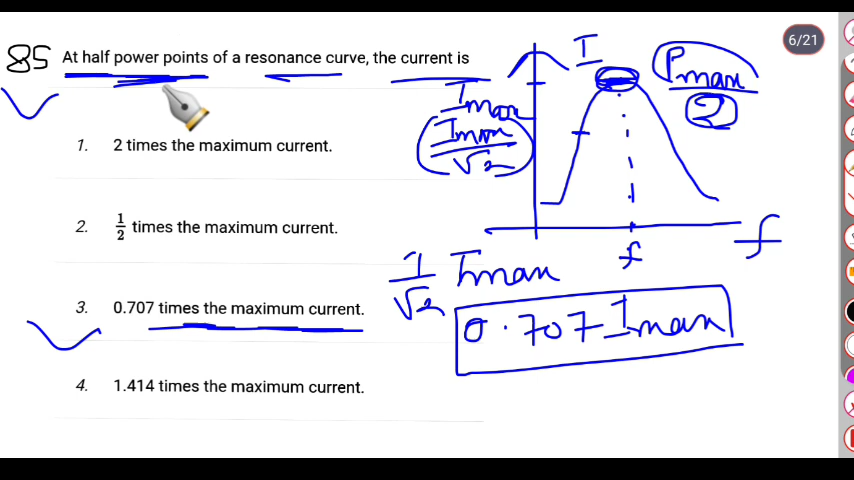 6/21
85 At half power points of a resonance curve, the current is
1. 2 times the maximum current.
2. 1/2 times the maximum current.
3. 0.707 times the maximum current.
4. 1.414 times the maximum current.
I
Imax
Imax/√2
Pmax/2
f
f
1/√2 Imax
0.707 Imax